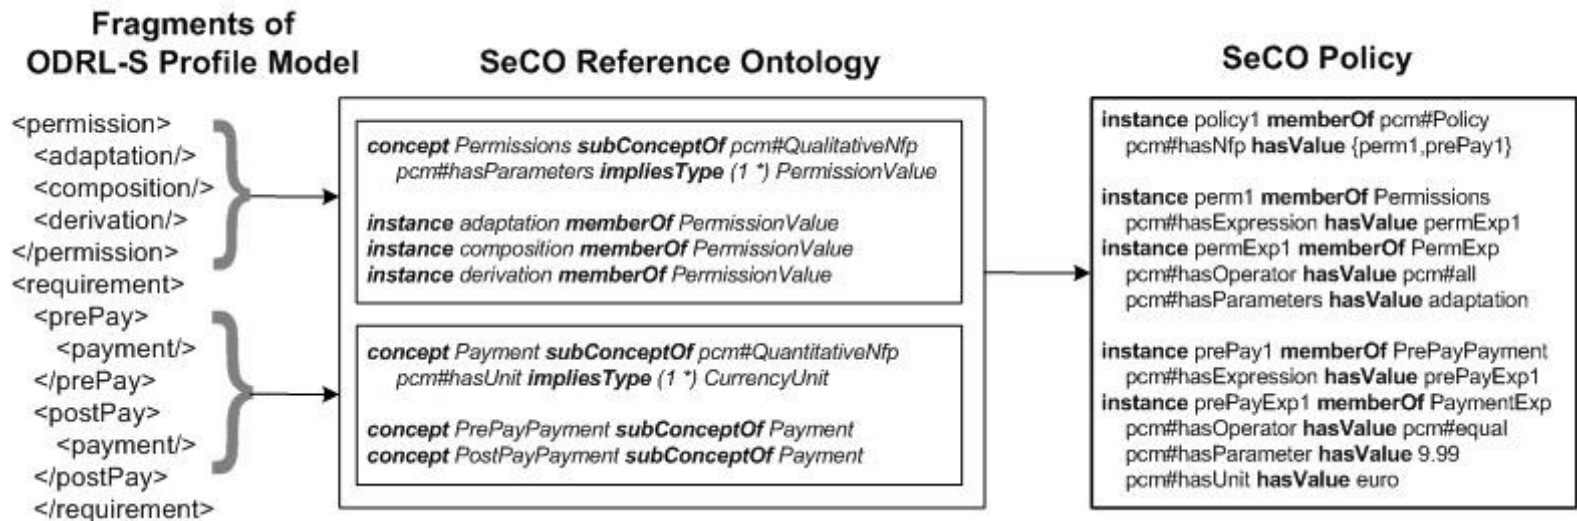 Fragments of
ODRL-S Profile Model
<permission>
<adaptation/>
<composition/>
<derivation/>
</permission>
<requirement>
<prePay>
<payment/>
</prePay>
<postPay>
<payment/>
</postPay>
</requirement>
SeCO Reference Ontology
concept Permissions subConceptOf pcm#QualitativeNfp
pcm#hasParameters impliesType (1 *) PermissionValue
instance adaptation memberOf PermissionValue
instance composition memberOf PermissionValue
instance derivation memberOf PermissionValue
concept Payment subConceptOf pcm#QuantitativeNfp
pcm#hasUnit impliesType (1 *) CurrencyUnit
concept PrePayPayment subConceptOf Payment
concept PostPayPayment subConceptOf Payment
SeCO Policy
instance policy1 memberOf pcm#Policy
pcm#hasNfp hasValue {perm1,prePay1}
instance perm1 memberOf Permissions
pcm#hasExpression hasValue permExp1
instance permExp1 memberOf PermExp
pcm#hasOperator hasValue pcm#all
pcm#hasParameters hasValue adaptation
instance prePay1 memberOf PrePayPayment
pcm#hasExpression hasValue prePayExp1
instance prePayExp1 memberOf PaymentExp
pcm#hasOperator hasValue pcm#equal
pcm#hasParameter hasValue 9.99
pcm#hasUnit hasValue euro